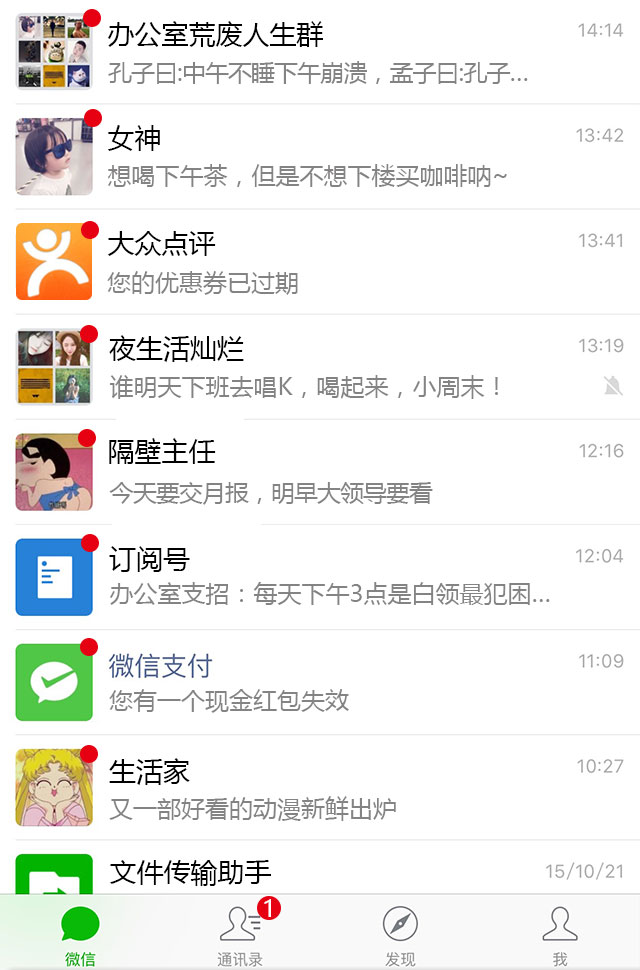 办公室荒废人生群
14:14
孔子曰:中午不睡下午崩溃，孟子曰:孔子...
女神
13:42
想喝下午茶，但是不想下楼买咖啡呐~
大众点评
13:41
您的优惠券已过期
夜生活灿烂
13:19
谁明天下班去唱K，喝起来，小周末！
隔壁主任
12:16
今天要交月报，明早大领导要看
订阅号
12:04
办公室支招：每天下午3点是白领最犯困...
微信支付
11:09
您有一个现金红包失效
生活家
10:27
又一部好看的动漫新鲜出炉
文件传输助手
15/10/21
1
微信
通讯录
发现
我